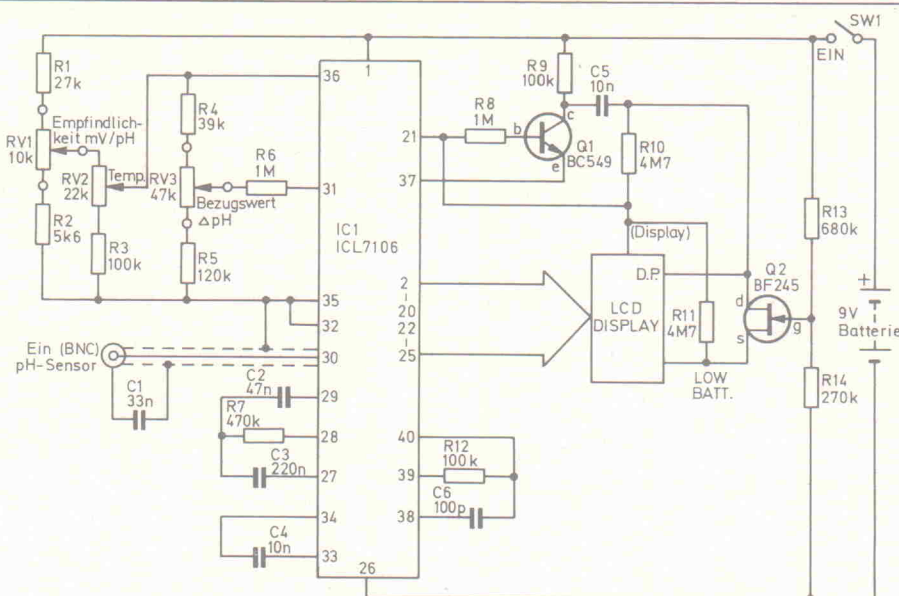 SW1
EIN
R1
27k
36
1
R9
100k
C5
10n
R4
39k
R8
1M
b
c
e
Q1
BC549
R10
4M7
21
37
Empfindlich-
keit mV/pH
RV1
10k
RV2
22k
Temp.
RV3
47k
R6
1M
31
Bezugswert
Δ pH
R2
5k6
R3
100k
R5
120k
IC1
ICL7106
R13
680k
(Display)
D.P.
Q2
BF245
d
g
s
LCD
DISPLAY
R11
4M7
LOW
BATT.
+
9V
Batterie
2
20
22
25
35
32
30
Ein (BNC)
pH-Sensor
C1
33n
C2
47n
29
R7
470k
28
C3
220n
27
R14
270k
40
R12
100k
39
C6
100p
38
34
C4
10n
33
26